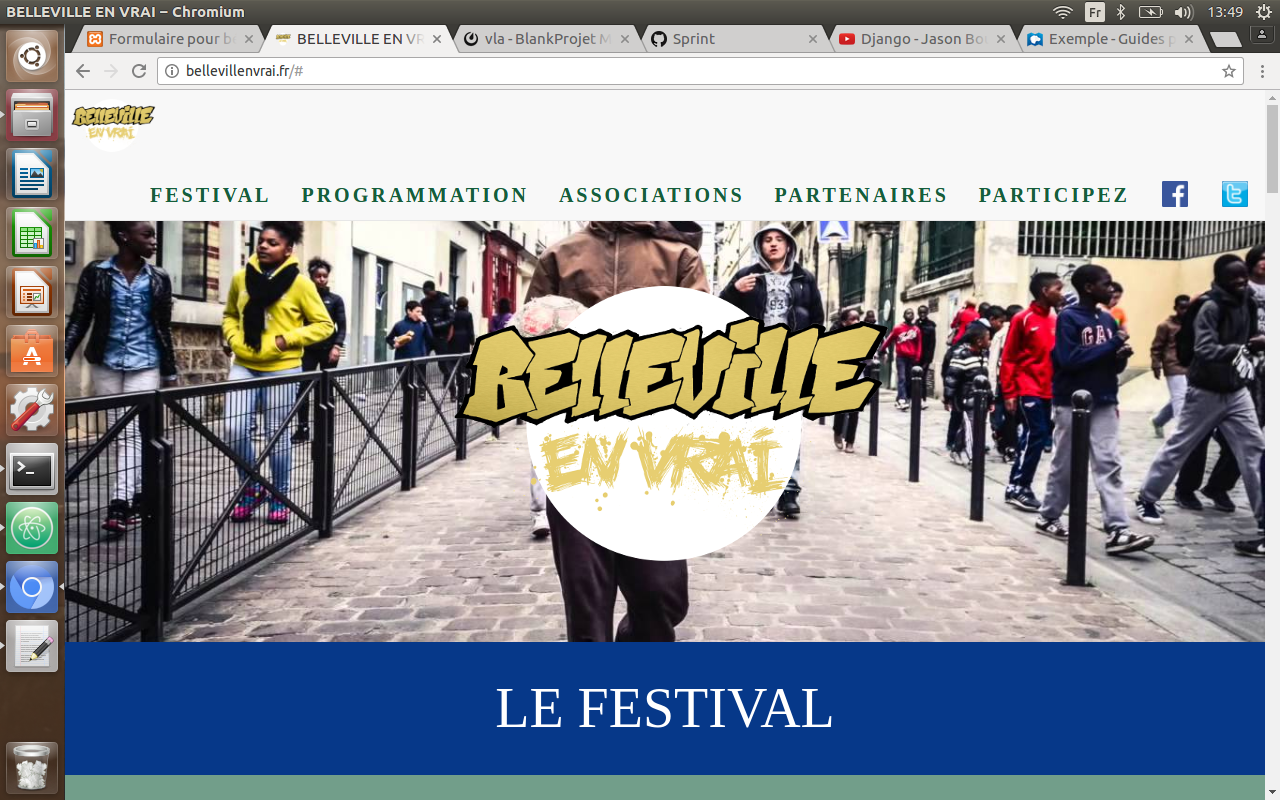 BELLEVILLE EN VRAI – Chromium
Fr
13:49
Formulaire pour b
BELLEVILLE EN VR
vla - BlankProjet M
Sprint
Django - Jason Bo
Exemple - Guides p
bellevillenvrai.fr/#
BELLEVILLE
EN VRAI
FESTIVAL PROGRAMMATION ASSOCIATIONS PARTENAIRES PARTICIPEZ
BELLEVILLE
EN VRAI
LE FESTIVAL